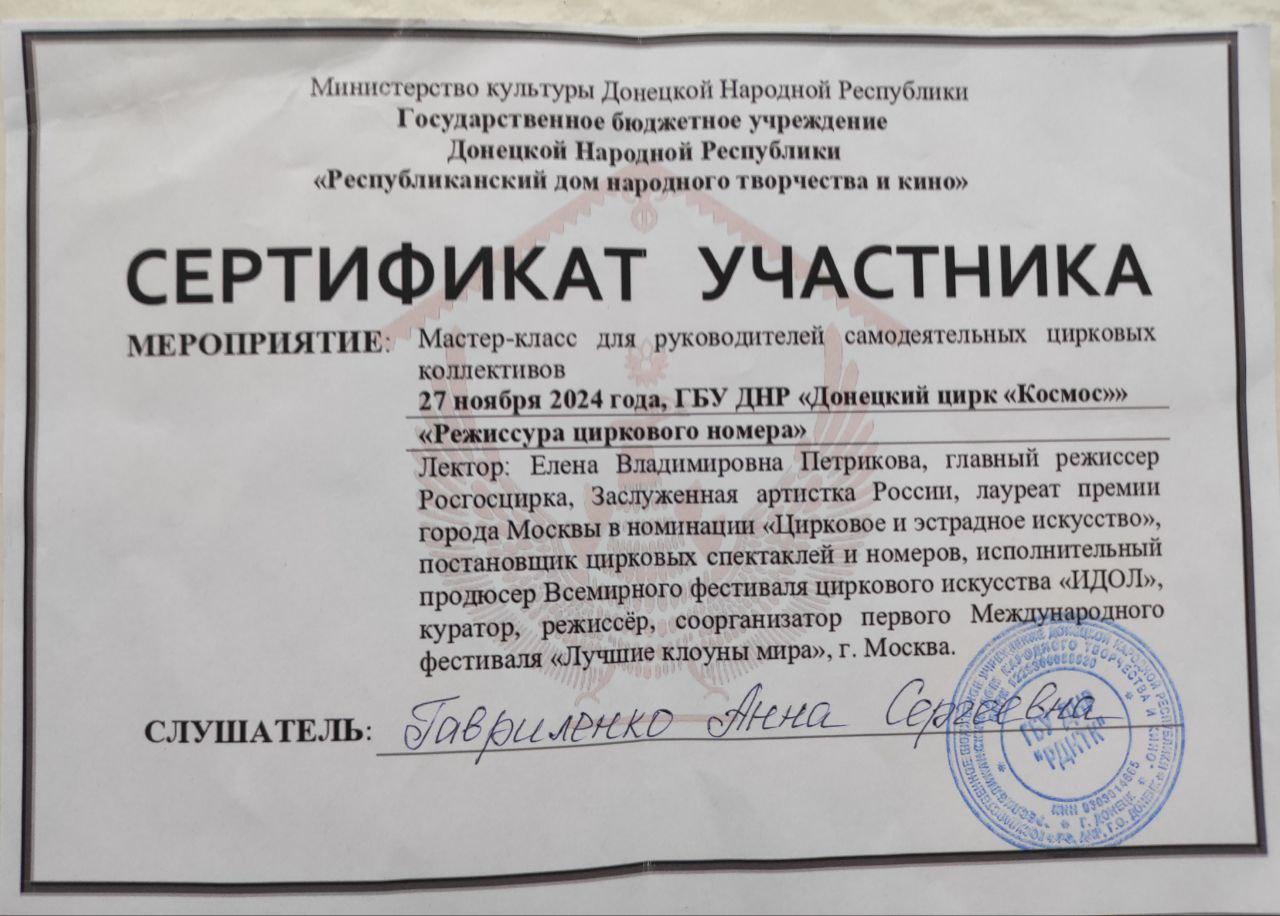 Министерство культуры Донецкой Народной Республики
Государственное бюджетное учреждение
Донецкой Народной Республики
«Республиканский дом народного творчества и кино»
СЕРТИФИКАТ УЧАСТНИКА
МЕРОПРИЯТИЕ: Мастер-класс для руководителей самодеятельных цирковых
коллективов
27 ноября 2024 года, ГБУ ДНР «Донецкий цирк «Космос»»
«Режиссура циркового номера»
Лектор: Елена Владимировна Петрикова, главный режиссер
Росгосцирка, Заслуженная артистка России, лауреат премии
города Москвы в номинации «Цирковое и эстрадное искусство»,
постановщик цирковых спектаклей и номеров, исполнительный
продюсер Всемирного фестиваля циркового искусства «ИДОЛ»,
куратор, режиссёр, соорганизатор первого Международного
фестиваля «Лучшие клоуны мира», г. Москва.
СЛУШАТЕЛЬ: Гавриленко Анна Сергеевна
ГБУ ДНР
"РДНТК"